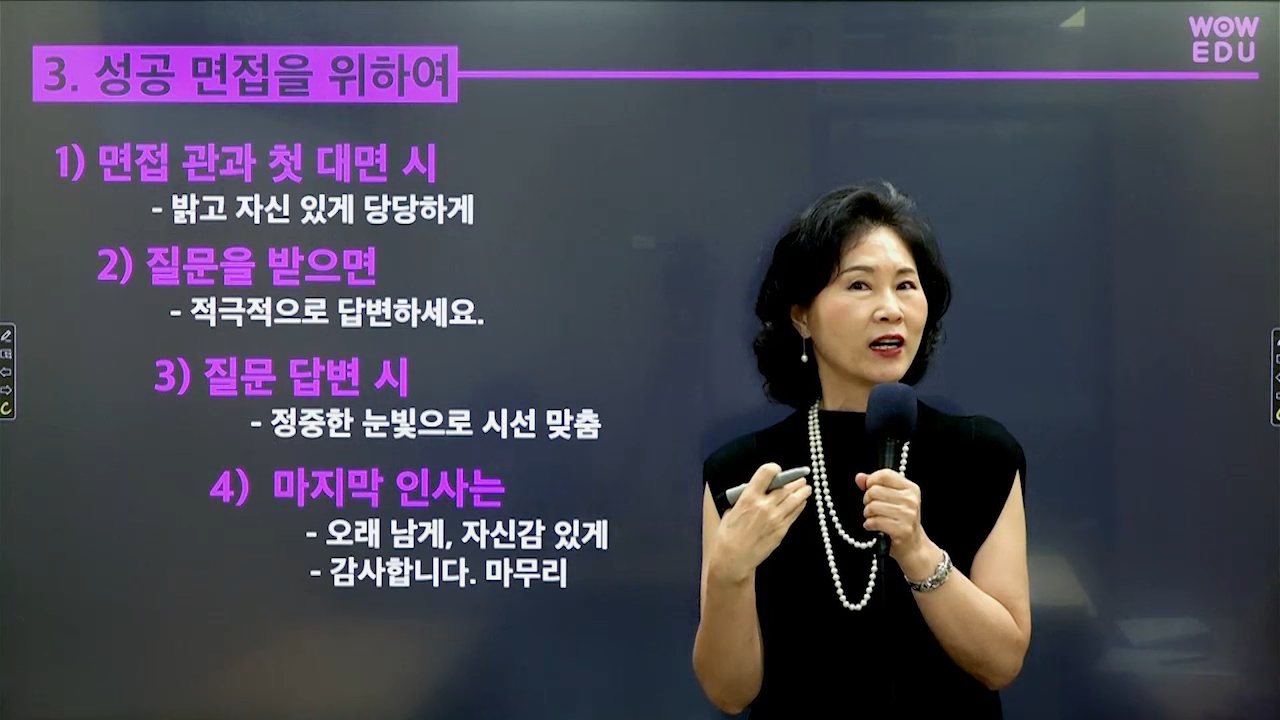 WOW
EDU
3. 성공 면접을 위하여
1) 면접 관과 첫 대면 시
- 밝고 자신 있게 당당하게
2) 질문을 받으면
- 적극적으로 답변하세요.
3) 질문 답변 시
- 정중한 눈빛으로 시선 맞춤
4) 마지막 인사는
- 오래 남게, 자신감 있게
- 감사합니다. 마무리